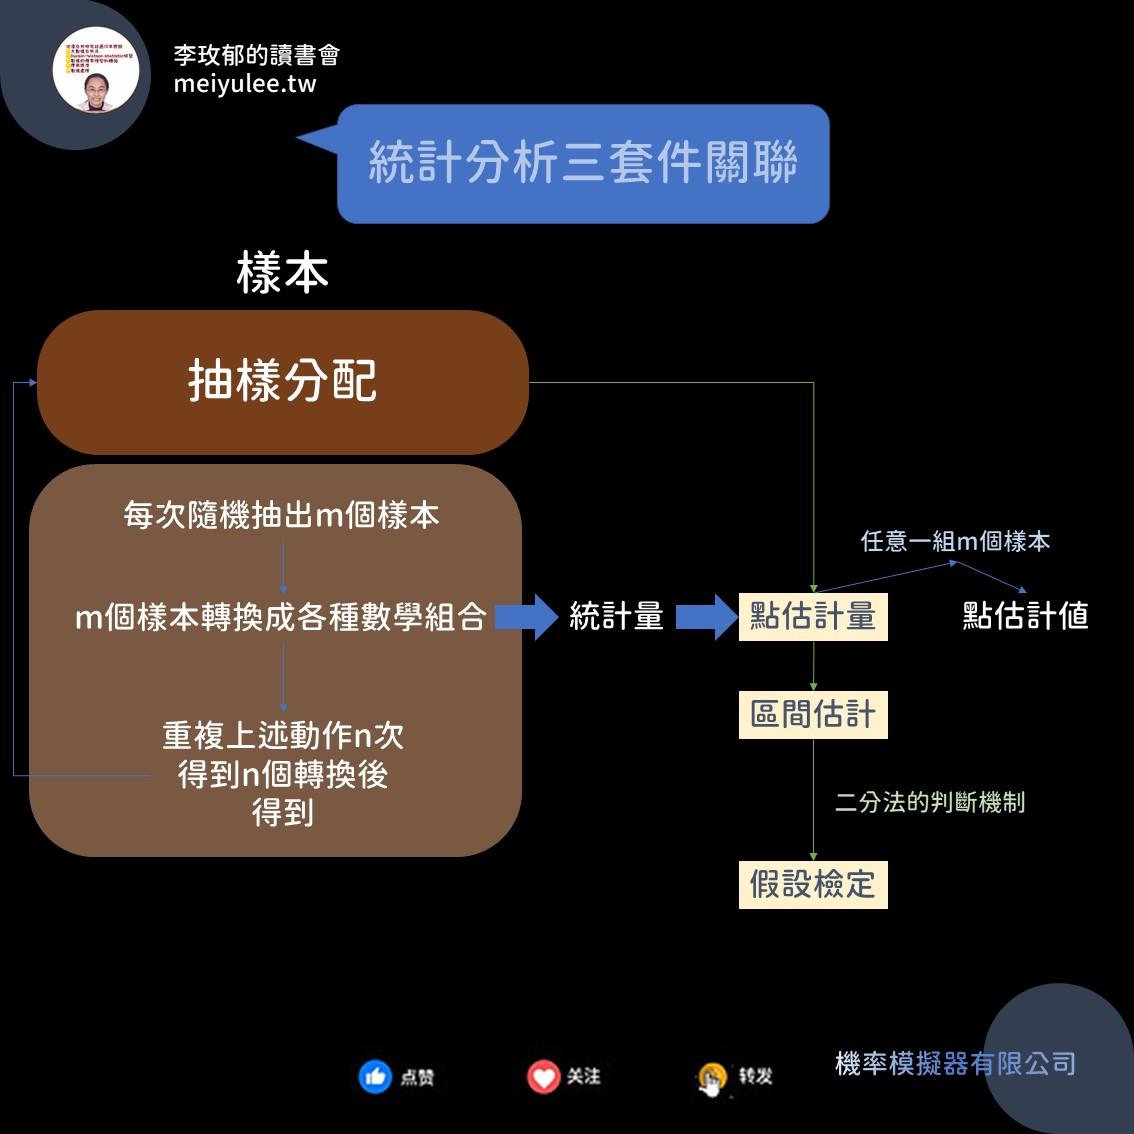 李玫郁的讀書會
meiyulee.tw
統計分析三套件關聯
樣本
抽樣分配
每次隨機抽出m個樣本
m個樣本轉換成各種數學組合
統計量
點估計量
任意一組m個樣本
點估計值
區間估計
重複上述動作n次
得到n個轉換後
得到
二分法的判斷機制
假設檢定
点赞
关注
转发
機率模擬器有限公司